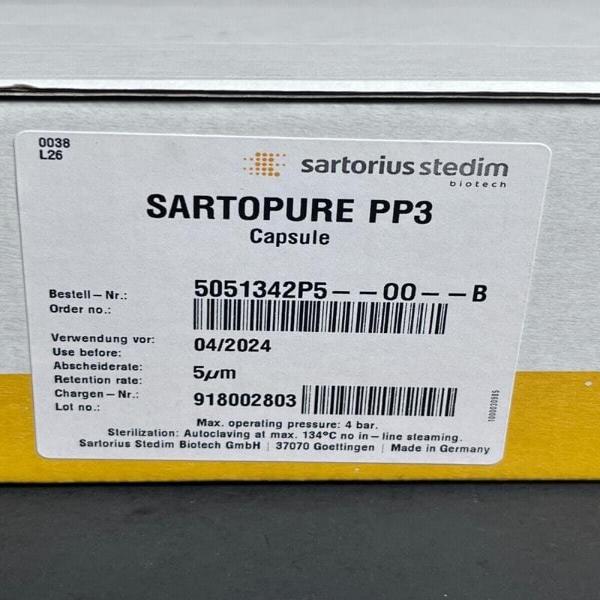 0038
L26
sartorius stedim
biotech
SARTOPURE PP3
Capsule
Bestell-Nr.: 5051342P5--00--B
Order no.:
Verwendung vor: 04/2024
Use before:
Abscheiderate: 5µm
Retention rate:
Chargen-Nr.: 918002803
Lot no.:
1000030985
Max. operating pressure: 4 bar.
Sterilization: Autoclaving at max. 134°C no in-line steaming.
Sartorius Stedim Biotech GmbH | 37070 Goettingen | Made in Germany